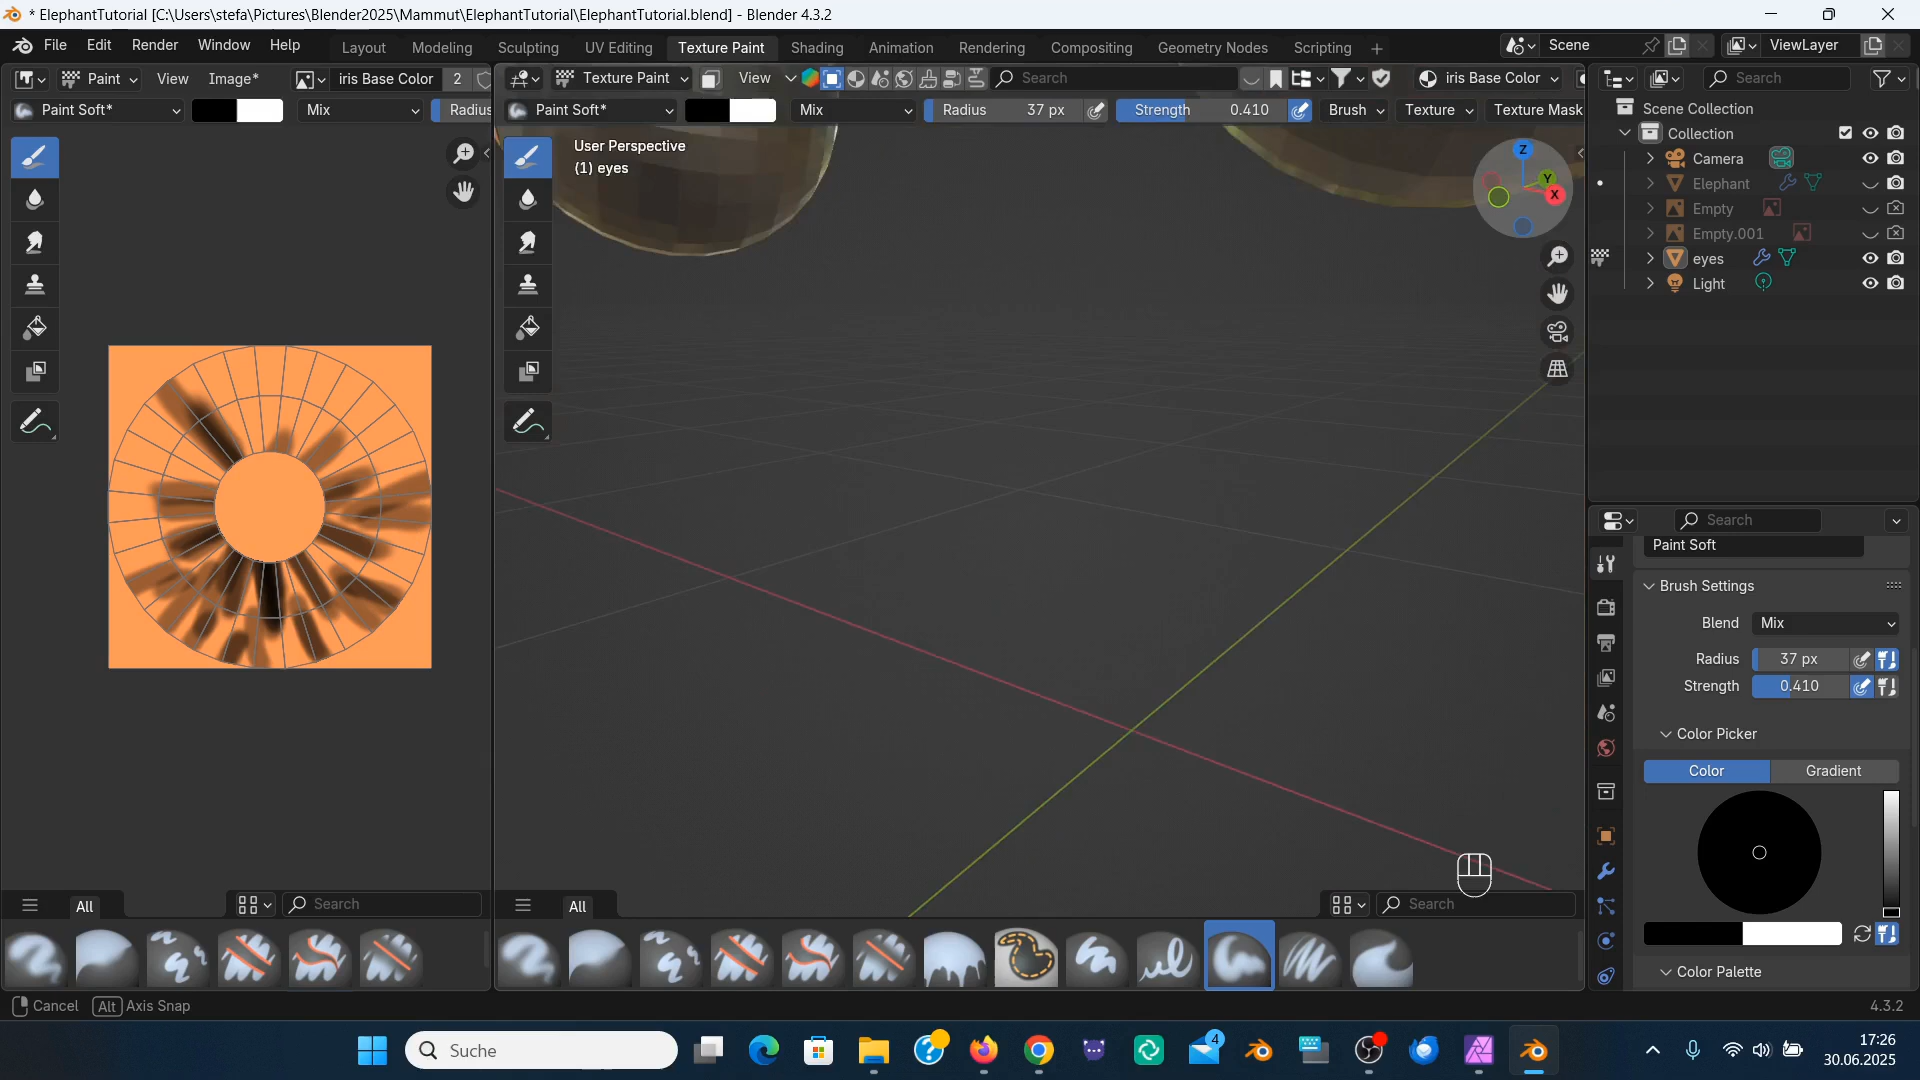 * ElephantTutorial [C:\Users\stefa\Pictures\Blender2025\Mammut\ElephantTutorial\ElephantTutorial.blend] - Blender 4.3.2
File Edit Render Window Help Layout Modeling Sculpting UV Editing Texture Paint Shading Animation Rendering Compositing Geometry Nodes Scripting + Scene ViewLayer
Paint View Image* iris Base Color 2 Texture Paint View Search iris Base Color Search
Paint Soft* Mix Radius Paint Soft* Mix Radius 37 px Strength 0.410 Brush Texture Texture Mask
Scene Collection
Collection
Camera
Elephant
Empty
Empty.001
eyes
Light
User Perspective
(1) eyes
Z
Y
X
Search
Paint Soft
Brush Settings
Blend Mix
Radius 37 px
Strength 0.410
Color Picker
Color Gradient
Color Palette
All Search All Search
Cancel Alt Axis Snap 4.3.2
Suche 4 17:26
30.06.2025